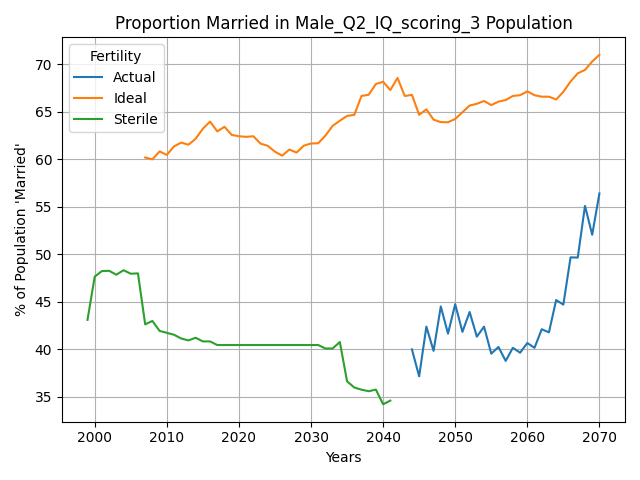 Proportion Married in Male_Q2_IQ_scoring_3 Population
Fertility
Actual
Ideal
Sterile
70
65
60
55
50
45
40
35
% of Population 'Married'
2000 2010 2020 2030 2040 2050 2060 2070
Years